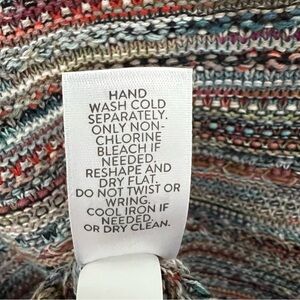 HAND
WASH COLD
SEPARATELY.
ONLY NON-
CHLORINE
BLEACH IF
NEEDED.
RESHAPE AND
DRY FLAT.
DO NOT TWIST OR
WRING.
COOL IRON IF
NEEDED.
OR DRY CLEAN.